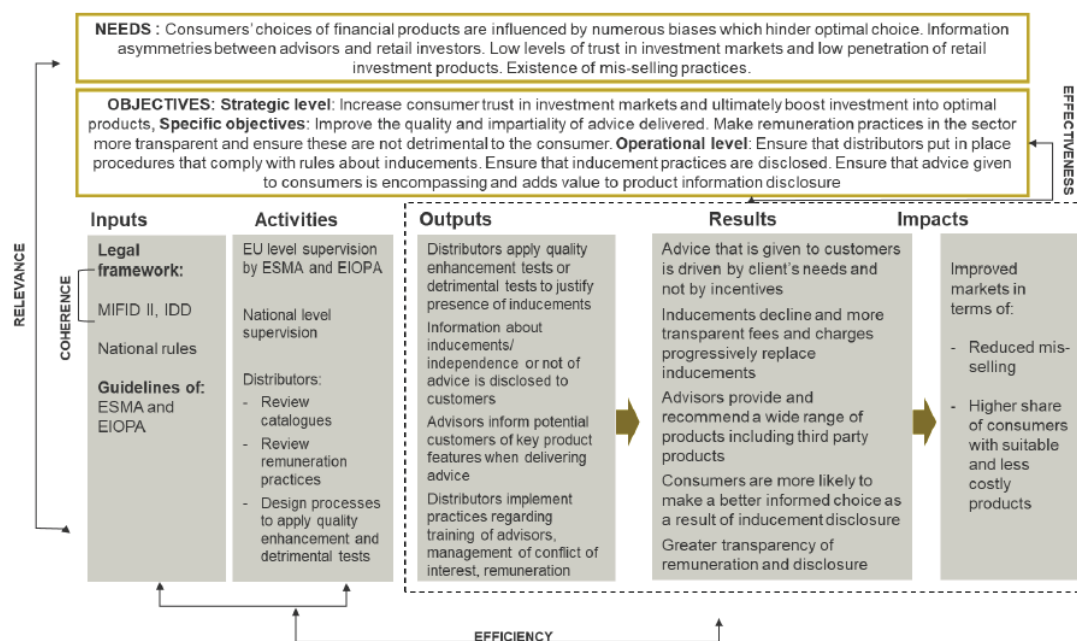 NEEDS : Consumers' choices of financial products are influenced by numerous biases which hinder optimal choice. Information
asymmetries between advisors and retail investors. Low levels of trust in investment markets and low penetration of retail
investment products. Existence of mis-selling practices.
OBJECTIVES: Strategic level: Increase consumer trust in investment markets and ultimately boost investment into optimal
products, Specific objectives: Improve the quality and impartiality of advice delivered. Make remuneration practices in the sector
more transparent and ensure these are not detrimental to the consumer. Operational level: Ensure that distributors put in place
procedures that comply with rules about inducements. Ensure that inducement practices are disclosed. Ensure that advice given
to consumers is encompassing and adds value to product information disclosure
EFFECTIVENESS
RELEVANCE
COHERENCE
Inputs
Legal
framework:
MIFID II, IDD
National rules
Guidelines of:
ESMA and
EIOPA
Activities
EU level supervision
by ESMA and EIOPA
National level
supervision
Distributors:
- Review
catalogues
- Review
remuneration
practices
- Design processes
to apply quality
enhancement and
detrimental tests
Outputs
Distributors apply quality
enhancement tests or
detrimental tests to justify
presence of inducements
Information about
inducements/
independence or not of
advice is disclosed to
customers
Advisors inform potential
customers of key product
features when delivering
advice
Distributors implement
practices regarding
training of advisors,
management of conflict of
interest, remuneration
Results
Advice that is given to customers
is driven by client's needs and
not by incentives
Inducements decline and more
transparent fees and charges
progressively replace
inducements
Advisors provide and
recommend a wide range of
products including third party
products
Consumers are more likely to
make a better informed choice as
a result of inducement disclosure
Greater transparency of
remuneration and disclosure
Impacts
Improved
markets in
terms of:
- Reduced mis-
selling
- Higher share
of consumers
with suitable
and less
costly
products
EFFICIENCY